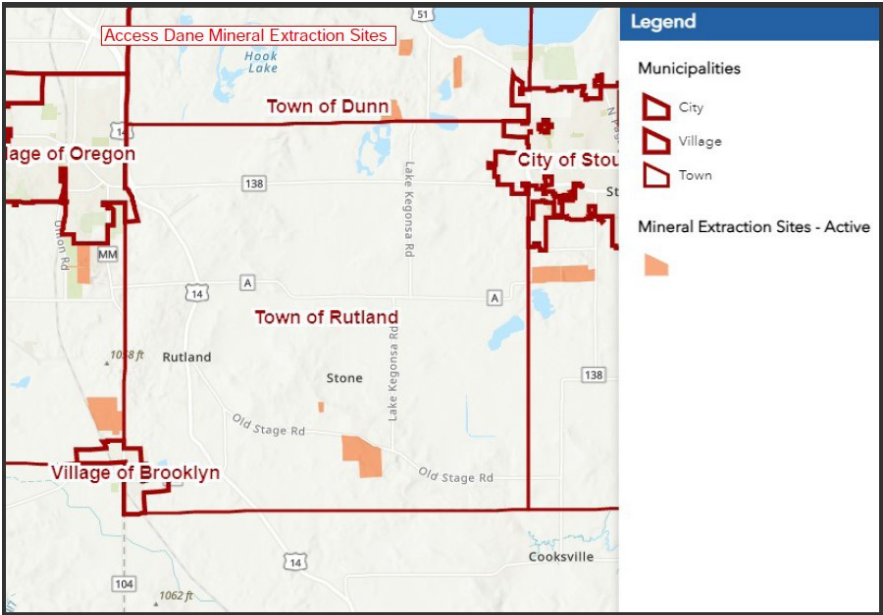 Access Dane Mineral Extraction Sites
51
Hook
Lake
Town of Dunn
14
lage of Oregon
City of Stou
138
St
Lake Kegonsa Rd
Union Rd
MM
A
14
A
Town of Rutland
Lake Kegonsa Rd
1058 ft
Rutland
Stone
138
Old Stage Rd
Old Stage Rd
Village of Brooklyn
14
Cooksville
104
1062 ft
Legend
Municipalities
City
Village
Town
Mineral Extraction Sites - Active